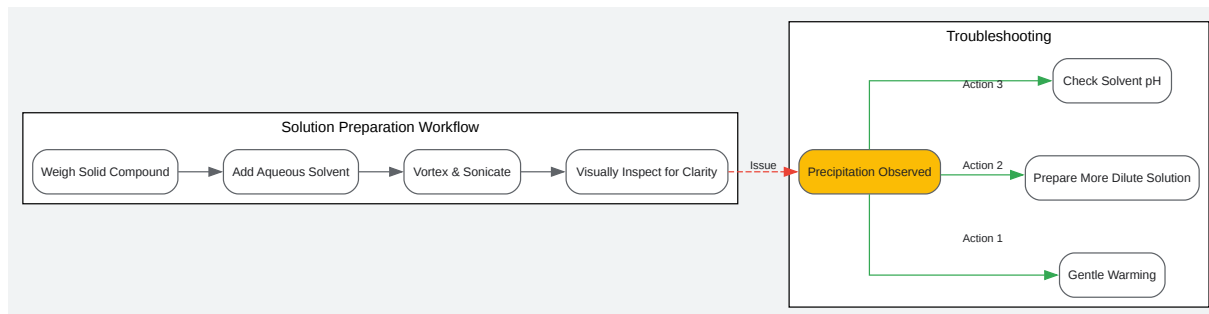 Solution Preparation Workflow
Weigh Solid Compound
Add Aqueous Solvent
Vortex & Sonicate
Visually Inspect for Clarity
Issue
Troubleshooting
Precipitation Observed
Action 3
Check Solvent pH
Action 2
Prepare More Dilute Solution
Action 1
Gentle Warming